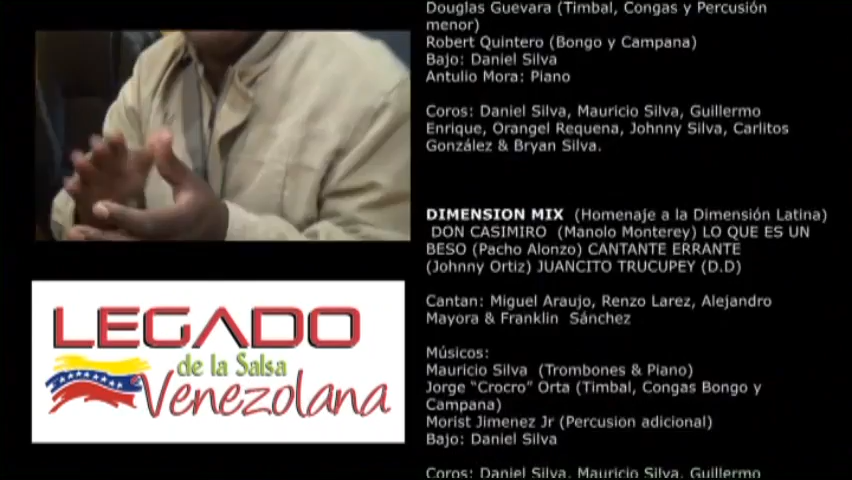 Douglas Guevara (Timbal, Congas y Percusión
menor)
Robert Quintero (Bongo y Campana)
Bajo: Daniel Silva
Antulio Mora: Piano
Coros: Daniel Silva, Mauricio Silva, Guillermo
Enrique, Orangel Requena, Johnny Silva, Carlitos
González & Bryan Silva.
DIMENSION MIX (Homenaje a la Dimensión Latina)
DON CASIMIRO (Manolo Monterey) LO QUE ES UN
BESO (Pacho Alonzo) CANTANTE ERRANTE
(Johnny Ortiz) JUANCITO TRUCUPEY (D.D)
Cantan: Miguel Araujo, Renzo Larez, Alejandro
Mayora & Franklin Sánchez
Músicos:
Mauricio Silva (Trombones & Piano)
Jorge “Crocro” Orta (Timbal, Congas Bongo y
Campana)
Morist Jimenez Jr (Percusion adicional)
Bajo: Daniel Silva
Coros: Daniel Silva, Mauricio Silva, Guillermo
LEGADO
de la Salsa
Venezolana